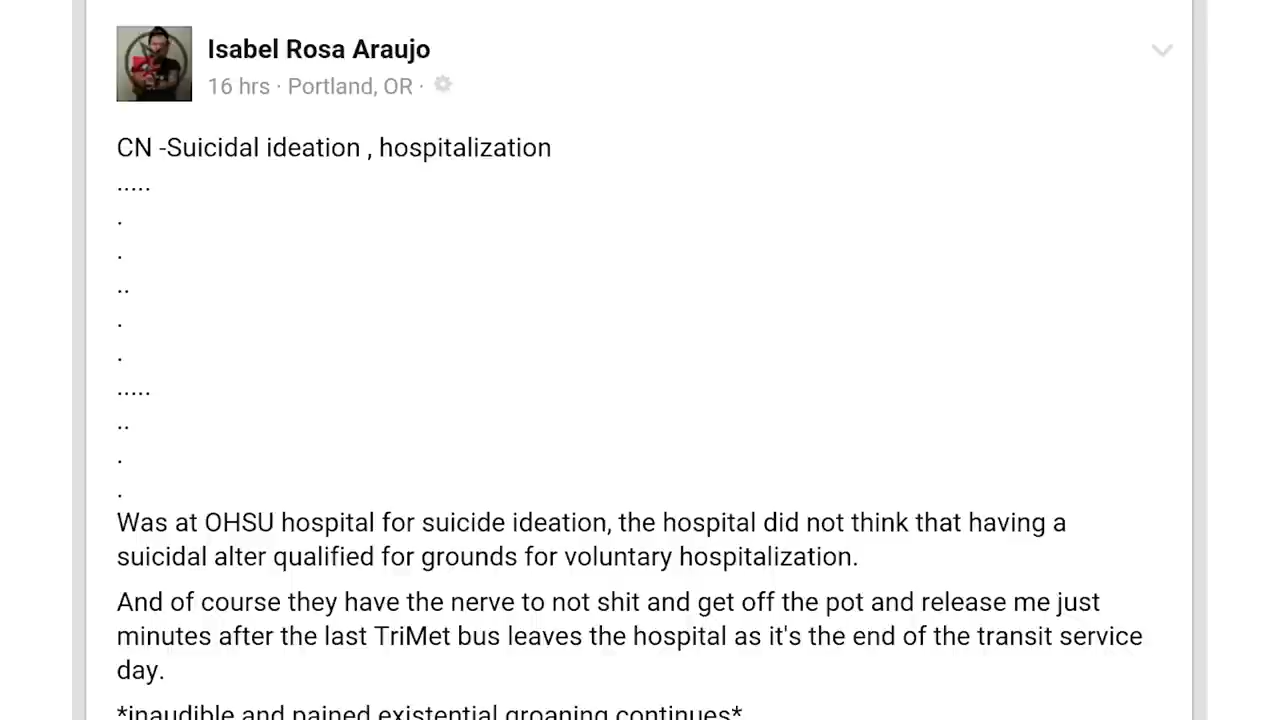 Isabel Rosa Araujo
16 hrs · Portland, OR ·
CN -Suicidal ideation , hospitalization
.....
.
.
..
.
.
.....
..
.
.
Was at OHSU hospital for suicide ideation, the hospital did not think that having a
suicidal alter qualified for grounds for voluntary hospitalization.
And of course they have the nerve to not shit and get off the pot and release me just
minutes after the last TriMet bus leaves the hospital as it's the end of the transit service
day.
*inaudible and pained existential groaning continues*